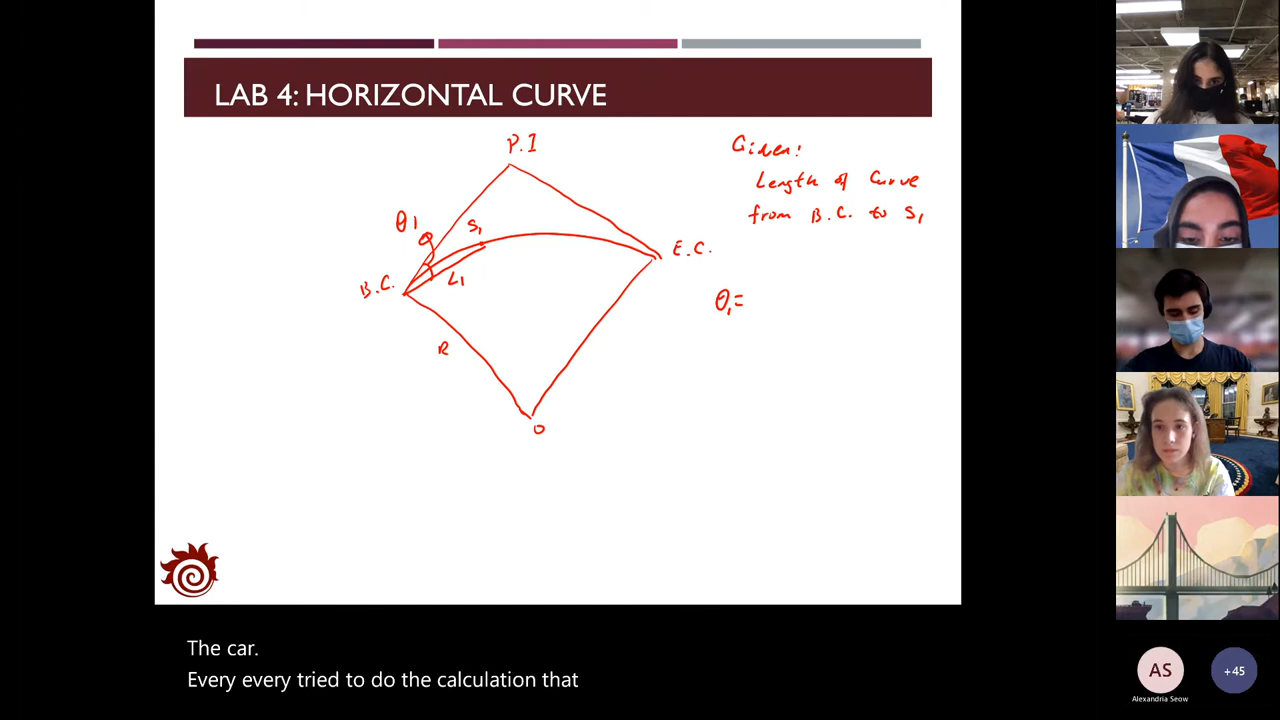 LAB 4: HORIZONTAL CURVE
P.I
Given:
Length of Curve
from B.C. to S1
θ1
S1
E.C.
B.C.
L1
θ1=
R
O
The car.
Every every tried to do the calculation that
AS
+45
Alexandria Seow